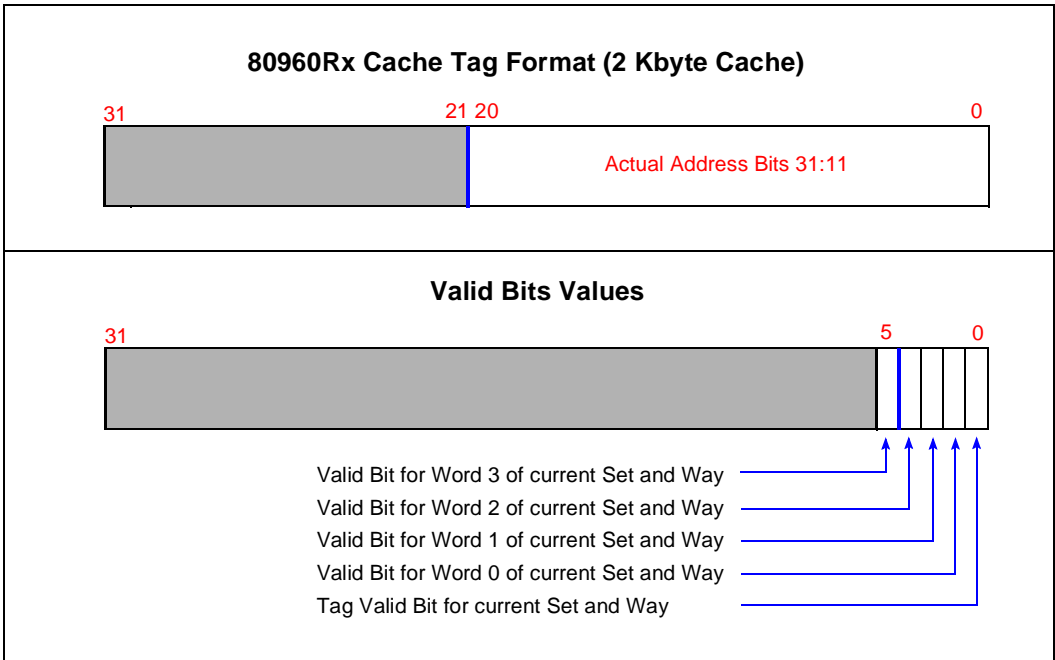 80960Rx Cache Tag Format (2 Kbyte Cache)
31 21 20 0
Actual Address Bits 31:11
Valid Bits Values
31 5 0
Valid Bit for Word 3 of current Set and Way
Valid Bit for Word 2 of current Set and Way
Valid Bit for Word 1 of current Set and Way
Valid Bit for Word 0 of current Set and Way
Tag Valid Bit for current Set and Way